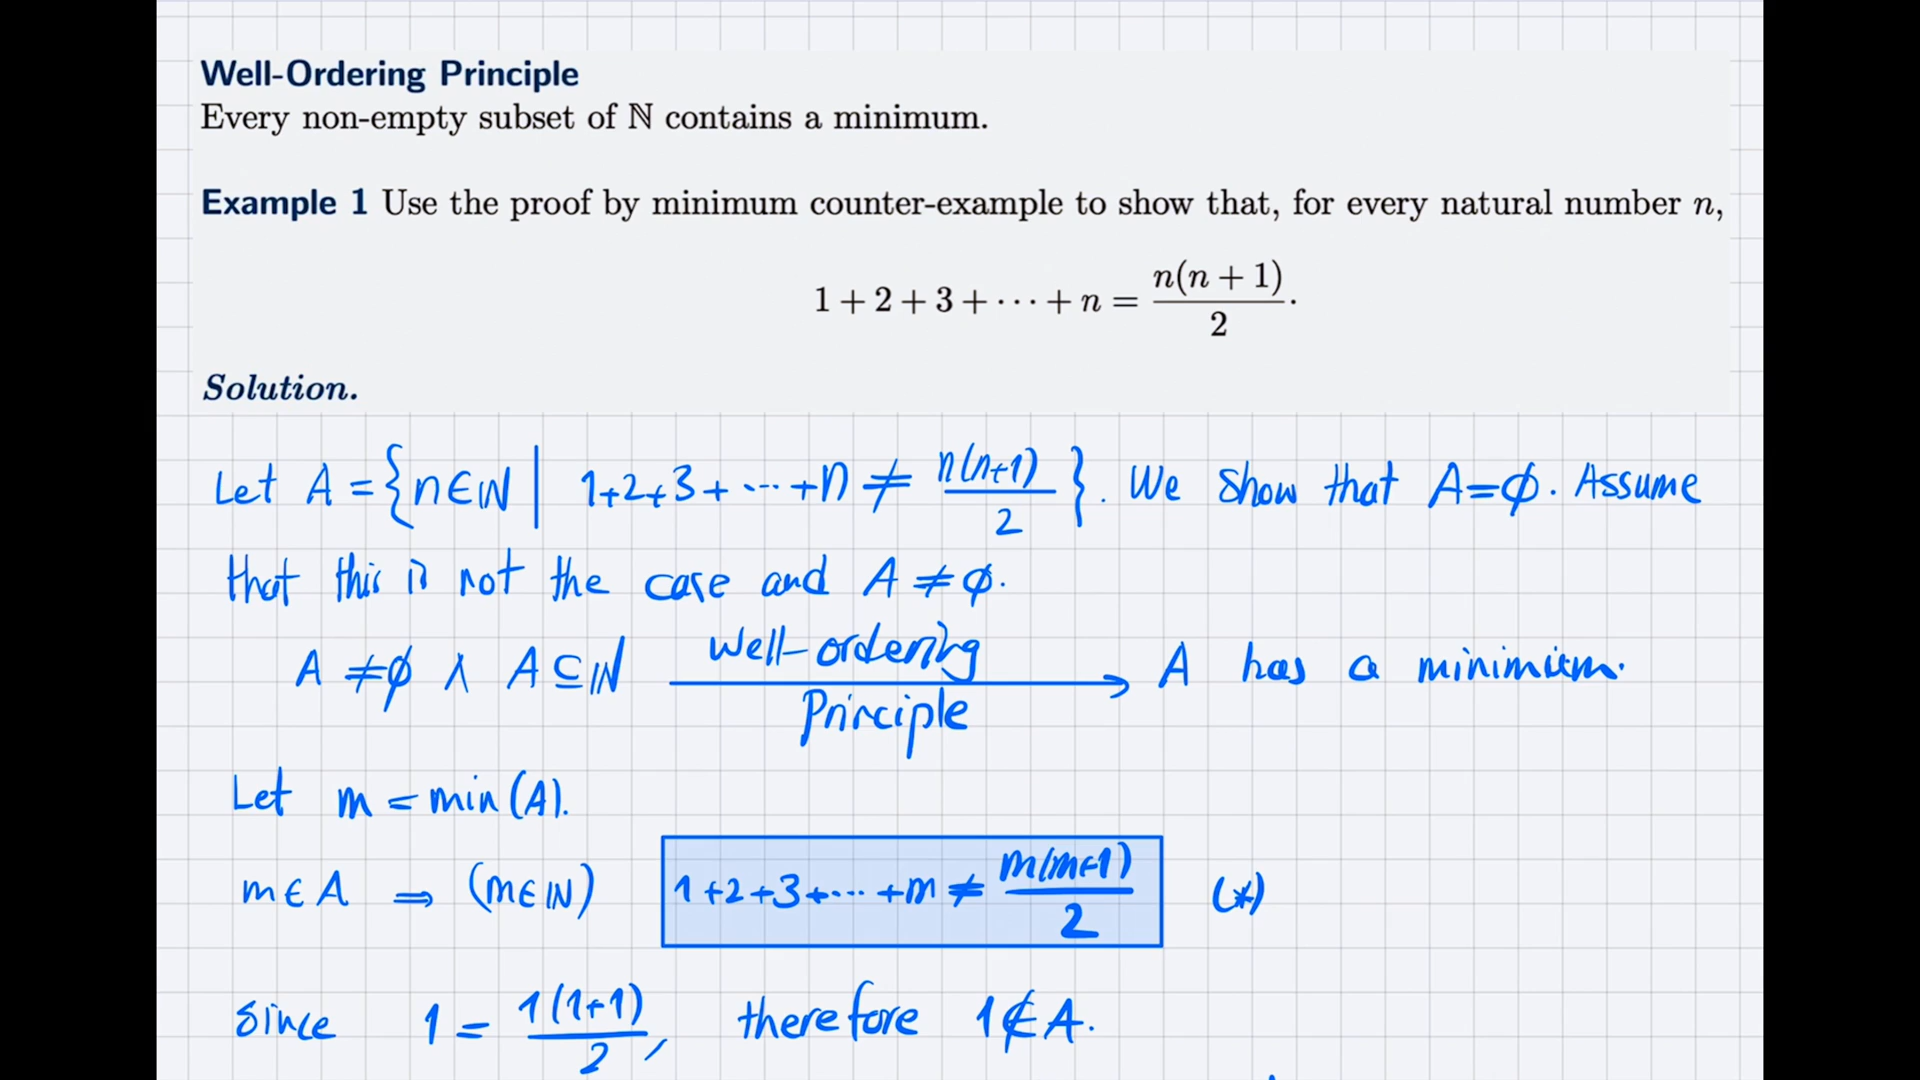 Well-Ordering Principle
Every non-empty subset of ℕ contains a minimum.
Example 1 Use the proof by minimum counter-example to show that, for every natural number n,
1 + 2 + 3 + ⋯ + n = n(n + 1)/2.
Solution.
Let A = {n∈ℕ | 1+2+3+⋯+n ≠ n(n+1)/2}. We show that A=∅. Assume
that this is not the case and A ≠ ∅.
A ≠ ∅ ∧ A ⊆ ℕ —well-ordering Principle→ A has a minimum.
Let m = min(A).
m∈A ⇒ (m∈ℕ) 1+2+3+⋯+m ≠ m(m+1)/2 (*)
Since 1 = 1(1+1)/2, therefore 1∉A.